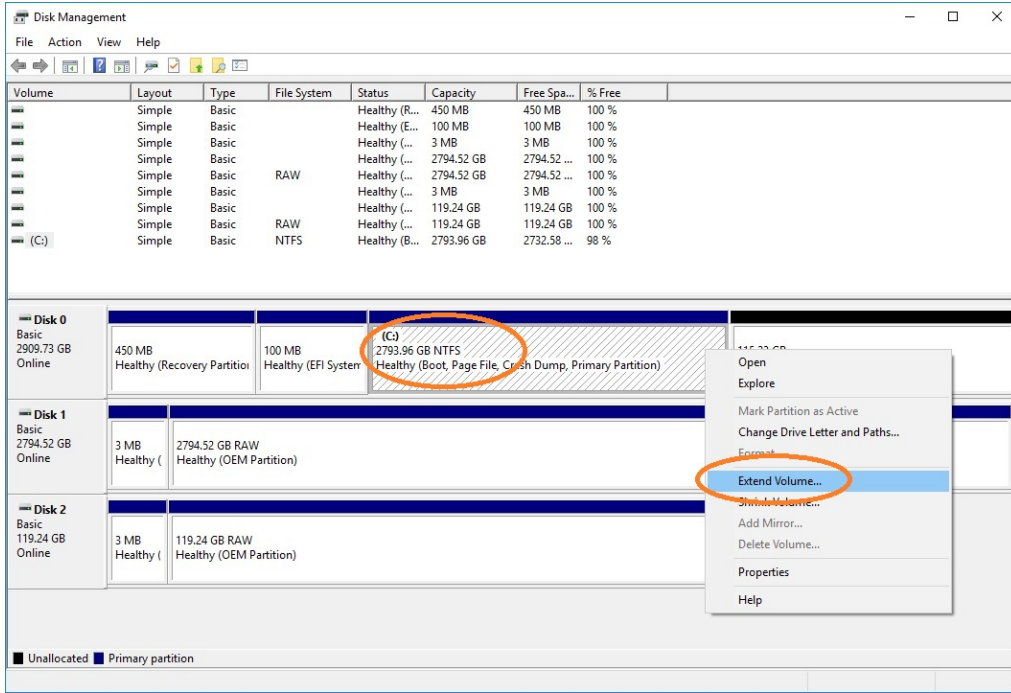 Disk Management
File Action View Help
Volume Layout Type File System Status Capacity Free Spa... % Free
Simple Basic Healthy (R... 450 MB 450 MB 100 %
Simple Basic Healthy (E... 100 MB 100 MB 100 %
Simple Basic Healthy (... 3 MB 3 MB 100 %
Simple Basic Healthy (... 2794.52 GB 2794.52 ... 100 %
Simple Basic RAW Healthy (... 2794.52 GB 2794.52 ... 100 %
Simple Basic Healthy (... 3 MB 3 MB 100 %
Simple Basic Healthy (... 119.24 GB 119.24 GB 100 %
Simple Basic RAW Healthy (... 119.24 GB 119.24 GB 100 %
(C:) Simple Basic NTFS Healthy (B... 2793.96 GB 2732.58 ... 98 %
Disk 0
Basic
2909.73 GB
Online
450 MB
Healthy (Recovery Partition
100 MB
Healthy (EFI System
(C:)
2793.96 GB NTFS
Healthy (Boot, Page File, Crash Dump, Primary Partition)
Disk 1
Basic
2794.52 GB
Online
3 MB
Healthy (
2794.52 GB RAW
Healthy (OEM Partition)
Disk 2
Basic
119.24 GB
Online
3 MB
Healthy (
119.24 GB RAW
Healthy (OEM Partition)
Open
Explore
Mark Partition as Active
Change Drive Letter and Paths...
Format...
Extend Volume...
Shrink Volume...
Add Mirror...
Delete Volume...
Properties
Help
Unallocated Primary partition